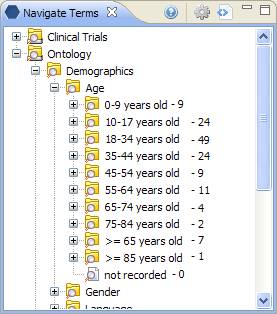 Navigate Terms
Clinical Trials - 24
Ontology
Demographics
Age
0-9 years old - 9
10-17 years old - 24
18-34 years old - 49
35-44 years old - 24
45-54 years old - 9
55-64 years old - 11
65-74 years old - 4
75-84 years old - 2
>= 65 years old - 7
>= 85 years old - 1
not recorded - 0
Gender
Language